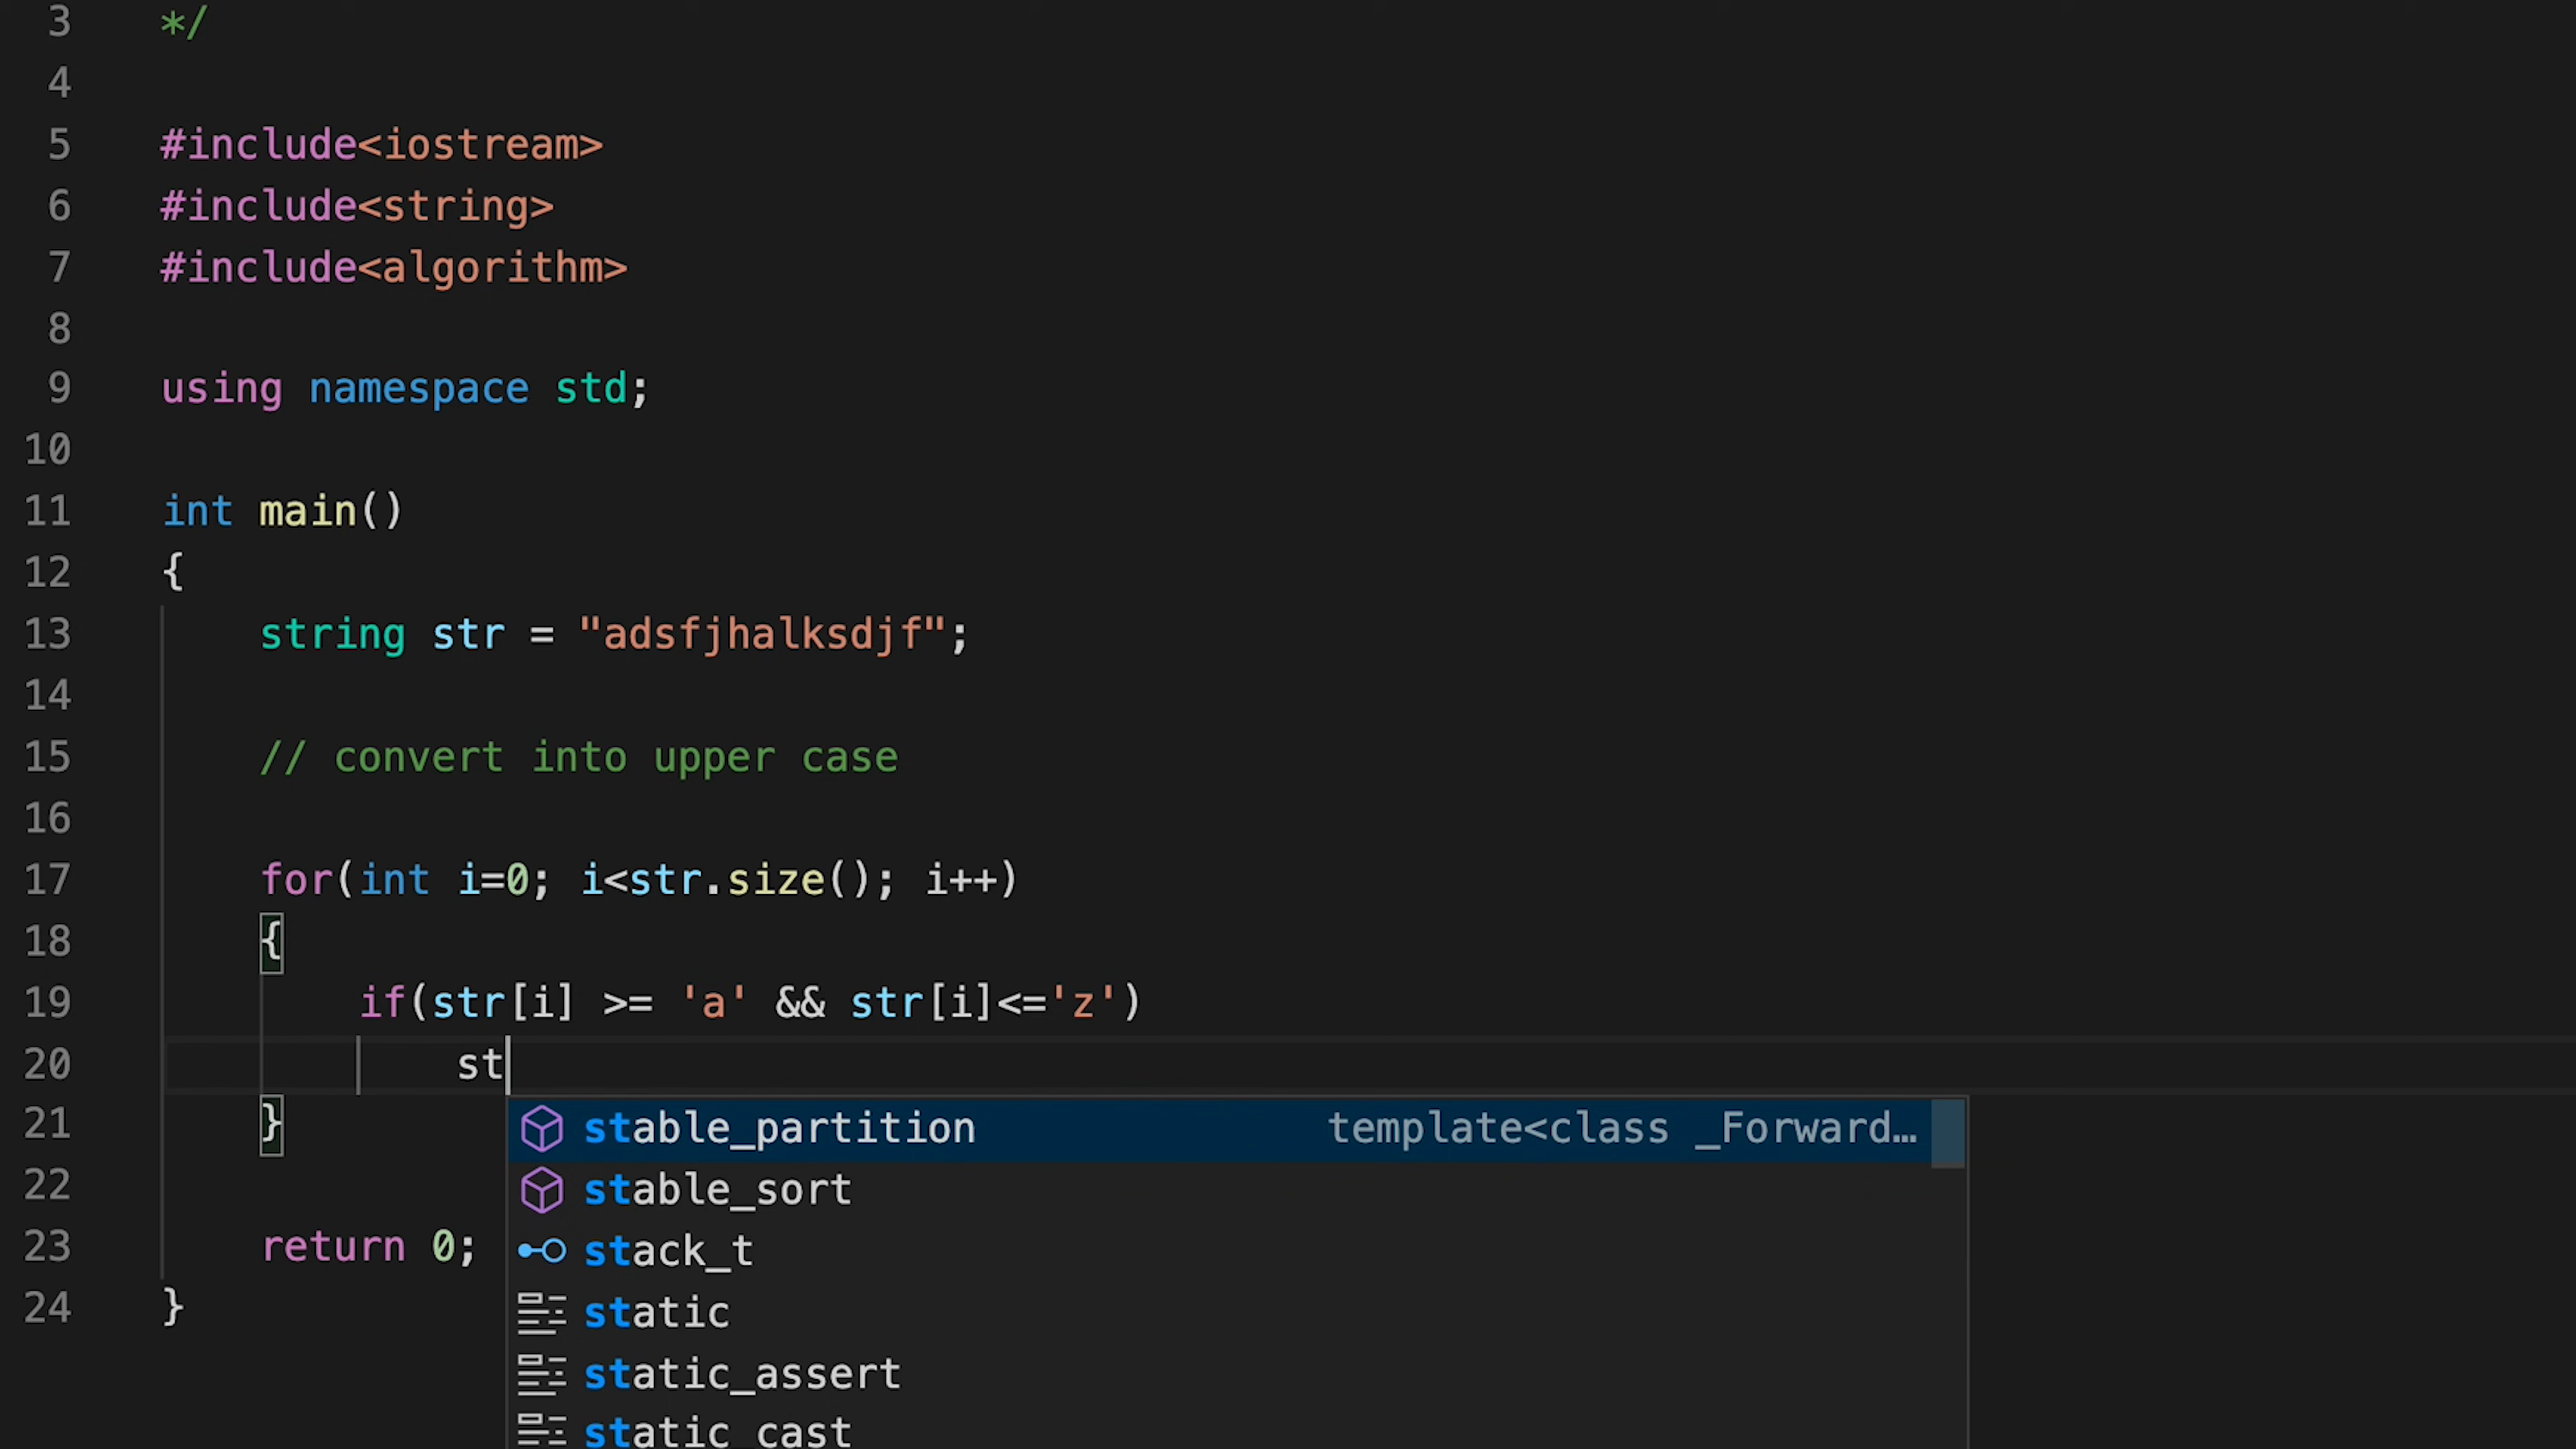 3 */
4
5 #include<iostream>
6 #include<string>
7 #include<algorithm>
8
9 using namespace std;
10
11 int main()
12 {
13 string str = "adsfjhalksdjf";
14
15 // convert into upper case
16
17 for(int i=0; i<str.size(); i++)
18 {
19 if(str[i] >= 'a' && str[i]<='z')
20 st
21 }
stable_partition template<class _Forward…
22
stable_sort
23 return 0;
stack_t
24 }
static
static_assert
static_cast